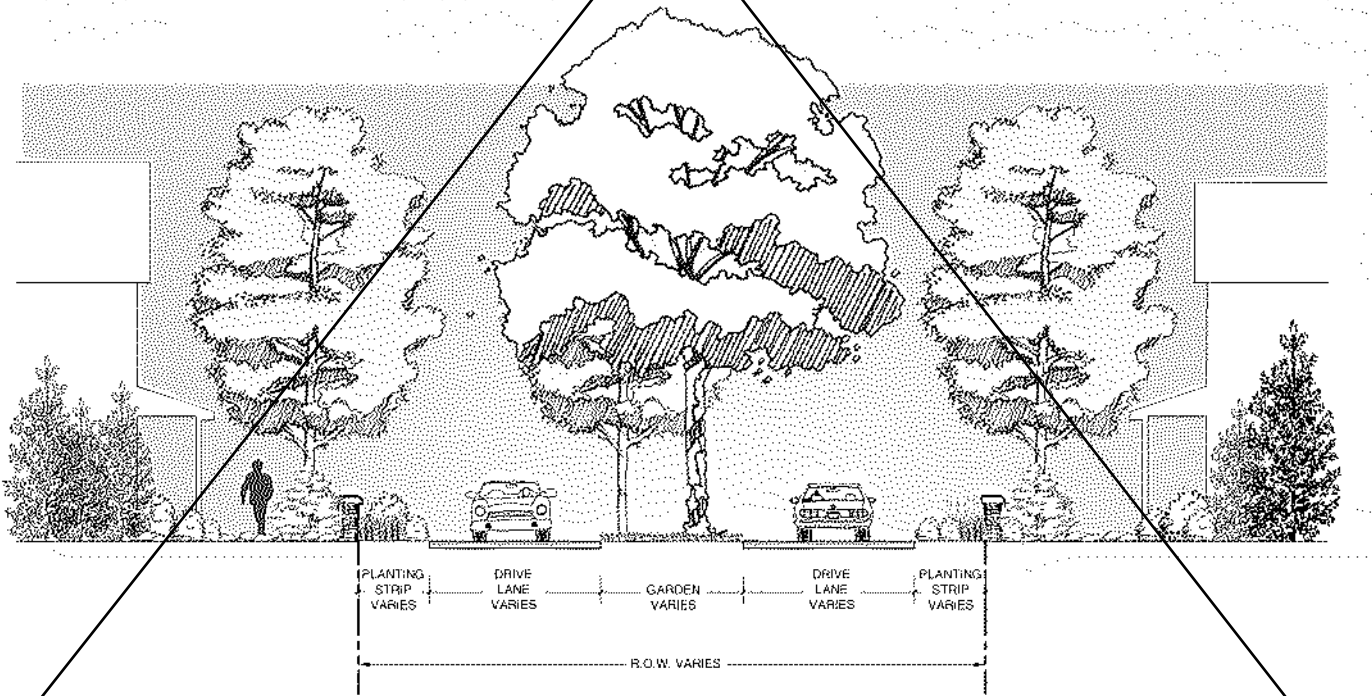 PLANTING
STRIP
VARIES
DRIVE
LANE
VARIES
GARDEN
VARIES
DRIVE
LANE
VARIES
PLANTING
STRIP
VARIES
R.O.W. VARIES